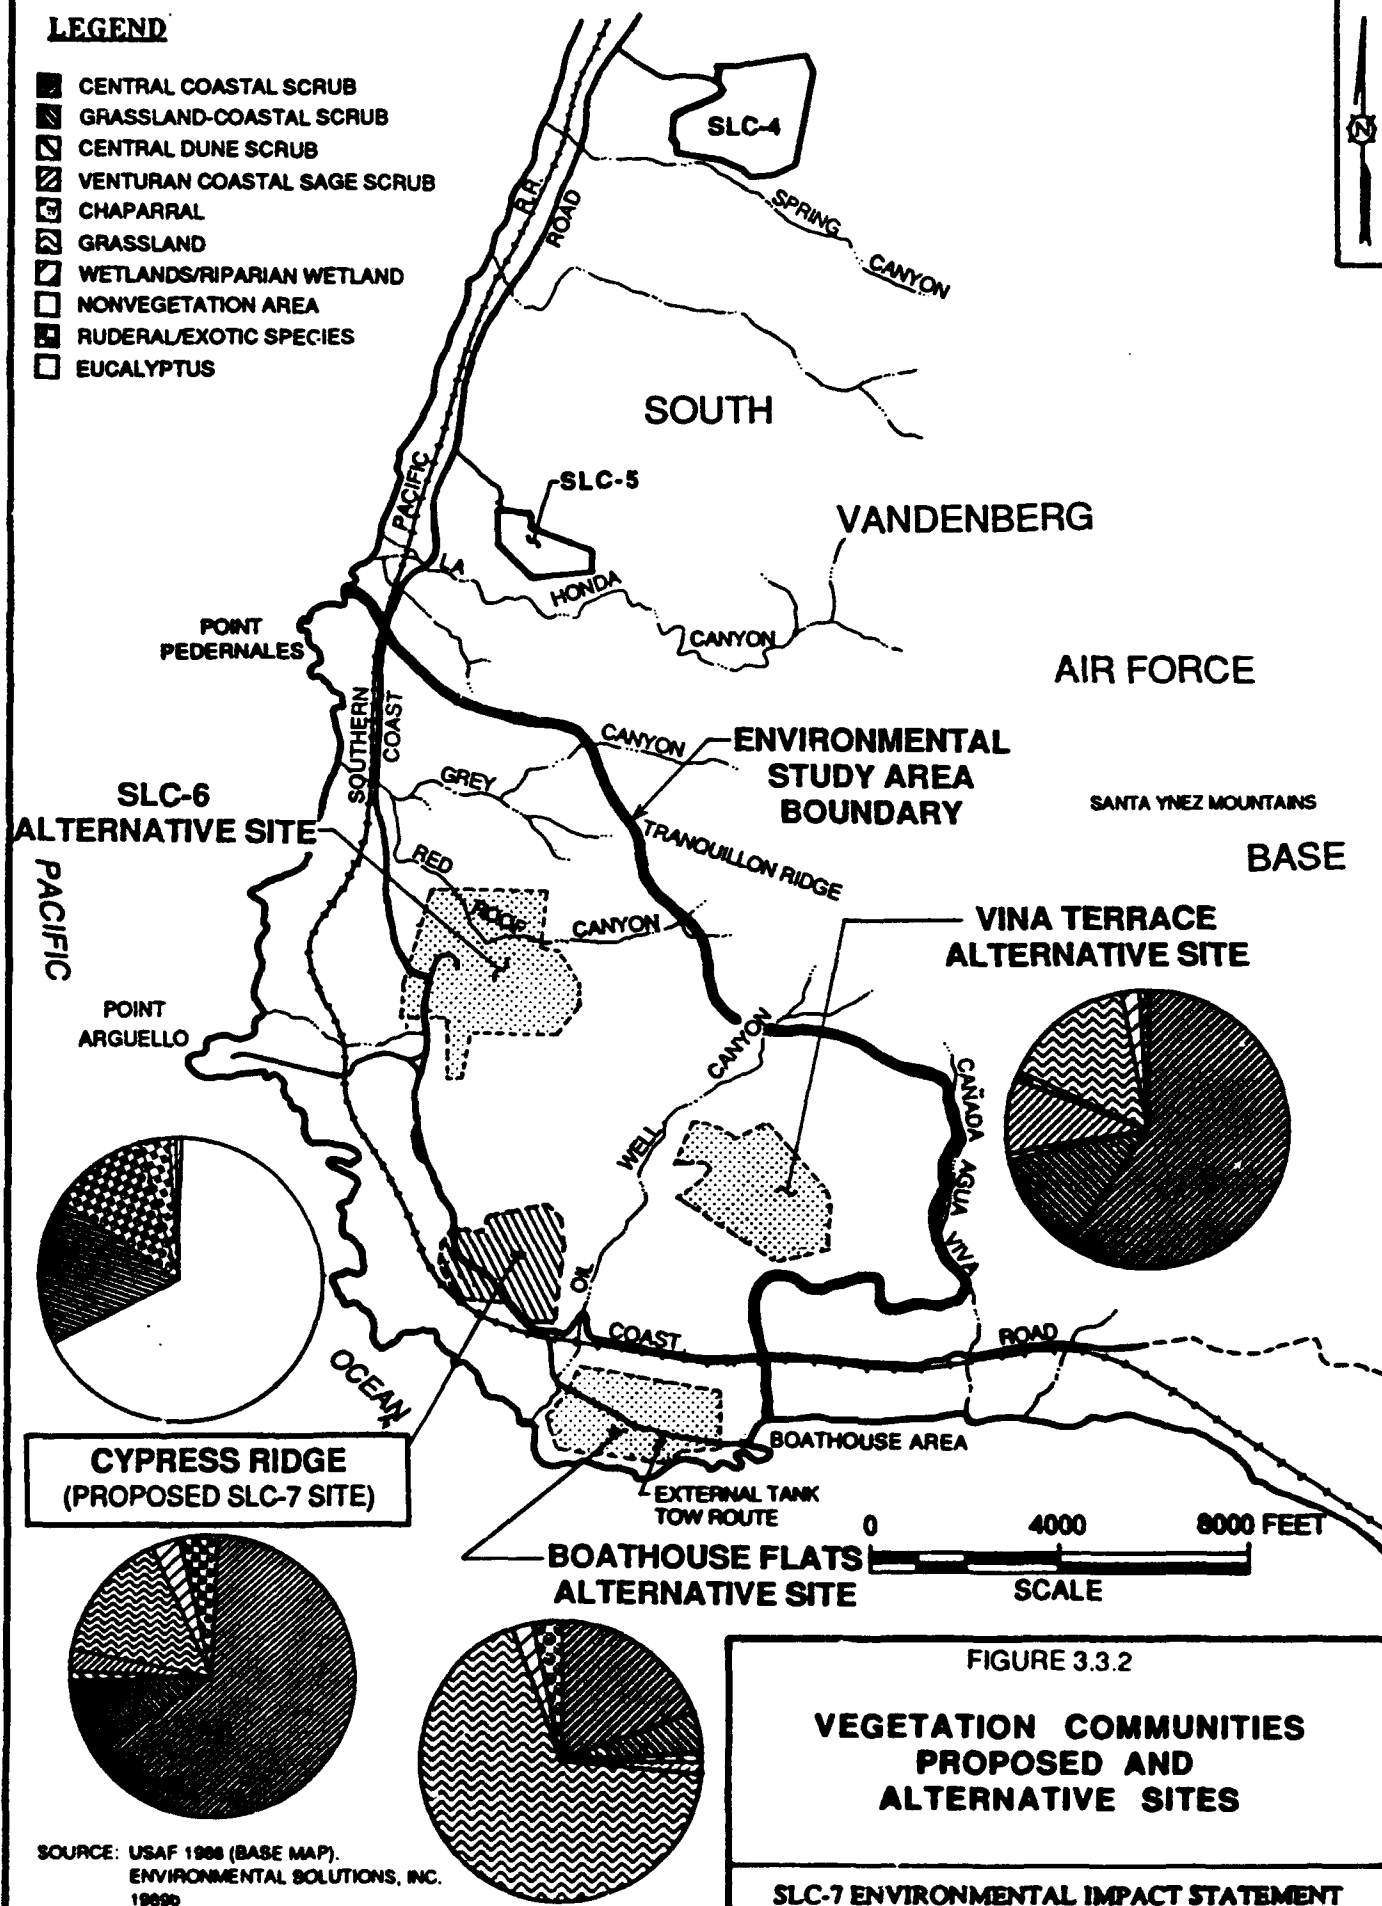 LEGEND
CENTRAL COASTAL SCRUB
GRASSLAND-COASTAL SCRUB
CENTRAL DUNE SCRUB
VENTURAN COASTAL SAGE SCRUB
CHAPARRAL
GRASSLAND
WETLANDS/RIPARIAN WETLAND
NONVEGETATION AREA
RUDERAL/EXOTIC SPECIES
EUCALYPTUS
N
SLC-4
R.R.
ROAD
SPRING
CANYON
SOUTH
SLC-5
PACIFIC
VANDENBERG
LA
HONDA
CANYON
POINT
PEDERNALES
AIR FORCE
SOUTHERN
COAST
CANYON
GREY
ENVIRONMENTAL
STUDY AREA
BOUNDARY
SANTA YNEZ MOUNTAINS
BASE
SLC-6
ALTERNATIVE SITE
TRANQUILLON RIDGE
PACIFIC
RED
ROOF
CANYON
VINA TERRACE
ALTERNATIVE SITE
POINT
ARGUELLO
CANYON
WELL
OIL
CAÑADA
AGUA
VIVA
COAST
ROAD
OCEAN
BOATHOUSE AREA
CYPRESS RIDGE
(PROPOSED SLC-7 SITE)
EXTERNAL TANK
TOW ROUTE
BOATHOUSE FLATS
ALTERNATIVE SITE
0 4000 8000 FEET
SCALE
FIGURE 3.3.2
VEGETATION COMMUNITIES
PROPOSED AND
ALTERNATIVE SITES
SOURCE: USAF 1988 (BASE MAP).
ENVIRONMENTAL SOLUTIONS, INC.
1989b
SLC-7 ENVIRONMENTAL IMPACT STATEMENT